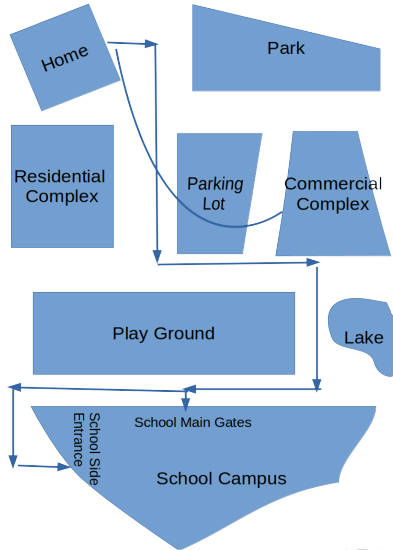 Home
Park
Residential
Complex
Parking
Lot
Commercial
Complex
Play Ground
Lake
School Side
Entrance
School Main Gates
School Campus